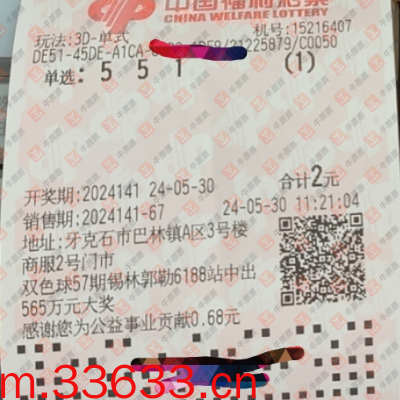 中国福利彩票
CHINA WELFARE LOTTERY
玩法:3D-单式 机号:15216407
DE51-45DE-A1CA- /31225879/C0050
单选: 5 5 1 (1)
开奖期:2024141 24-05-30 合计2元
销售期:2024141-67 24-05-30 11:21:04
地址:牙克石市巴林镇A区3号楼
商服2号门市
双色球57期锡林郭勒6188站中出
565万元大奖
感谢您为公益事业贡献0.68元
m.33633.cn